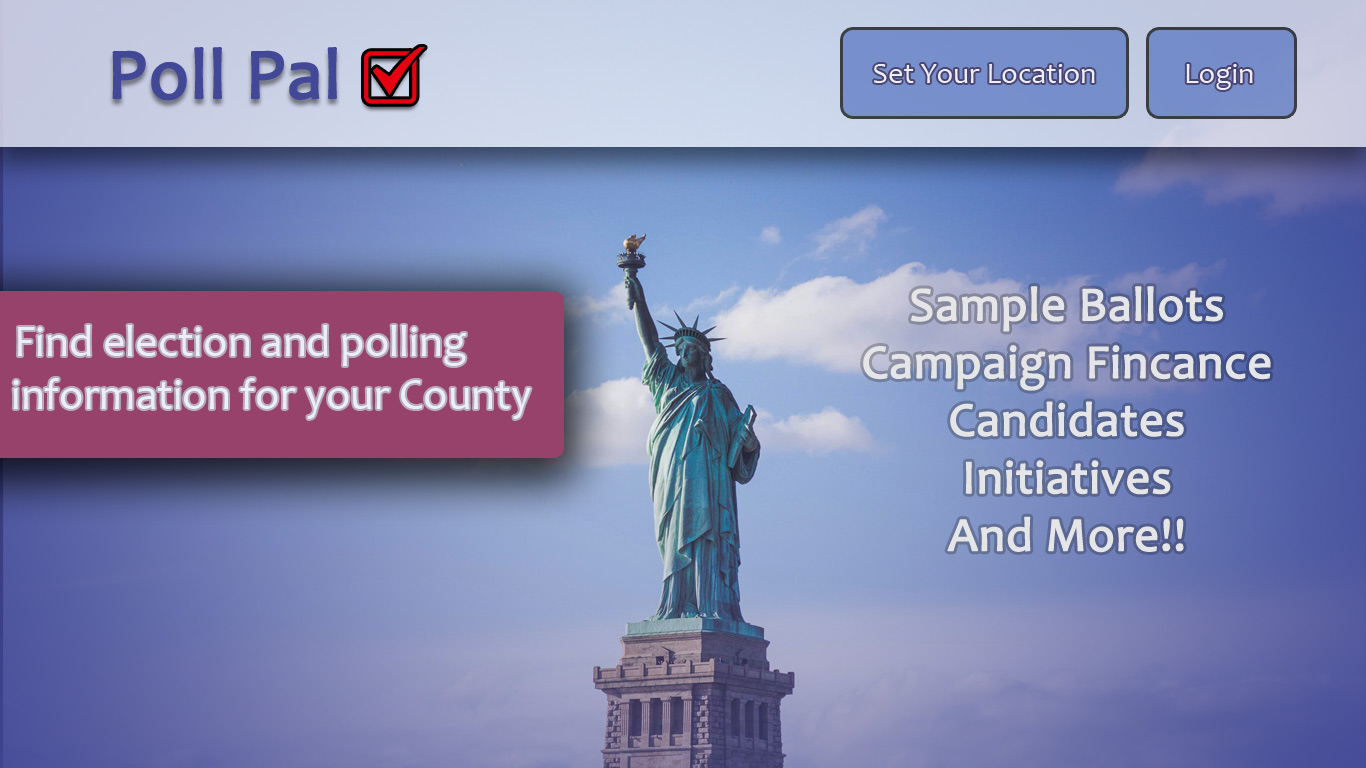 Poll Pal
Set Your Location
Login
Find election and polling
information for your County
Sample Ballots
Campaign Fincance
Candidates
Initiatives
And More!!